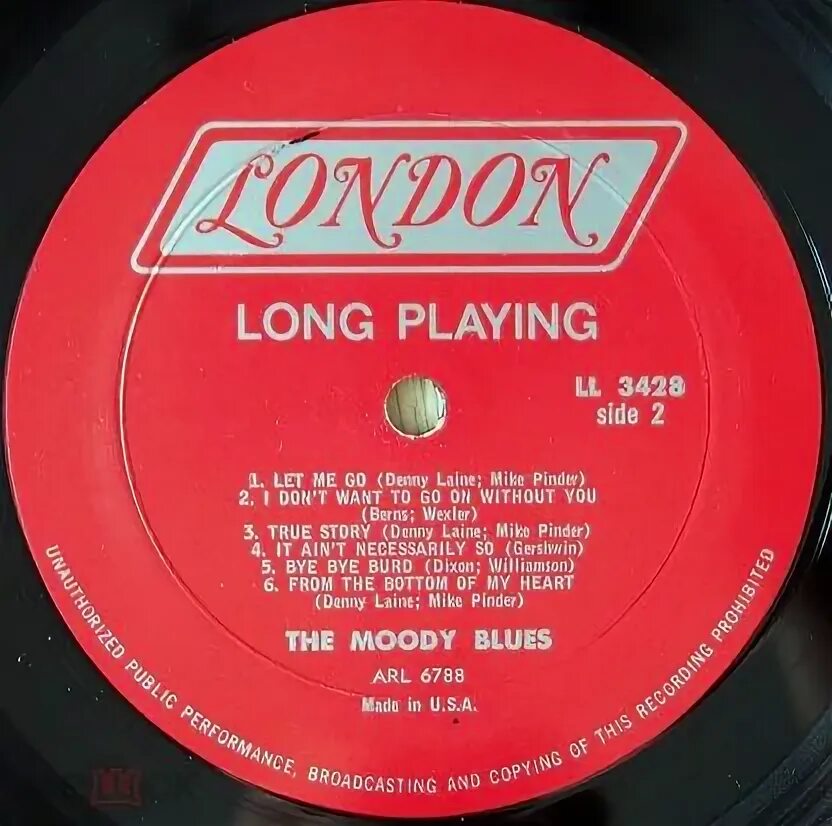 LONDON
LONG PLAYING
LL 3428
side 2
1. LET ME GO (Denny Laine; Mike Pinder)
2. I DON'T WANT TO GO ON WITHOUT YOU
(Berns; Wexler)
3. TRUE STORY (Denny Laine; Mike Pinder)
4. IT AIN'T NECESSARILY SO (Gershwin)
5. BYE BYE BURD (Dixon; Williamson)
6. FROM THE BOTTOM OF MY HEART
(Denny Laine; Mike Pinder)
THE MOODY BLUES
ARL 6788
Made in U.S.A.
UNAUTHORIZED PUBLIC PERFORMANCE, BROADCASTING AND COPYING OF THIS RECORDING PROHIBITED